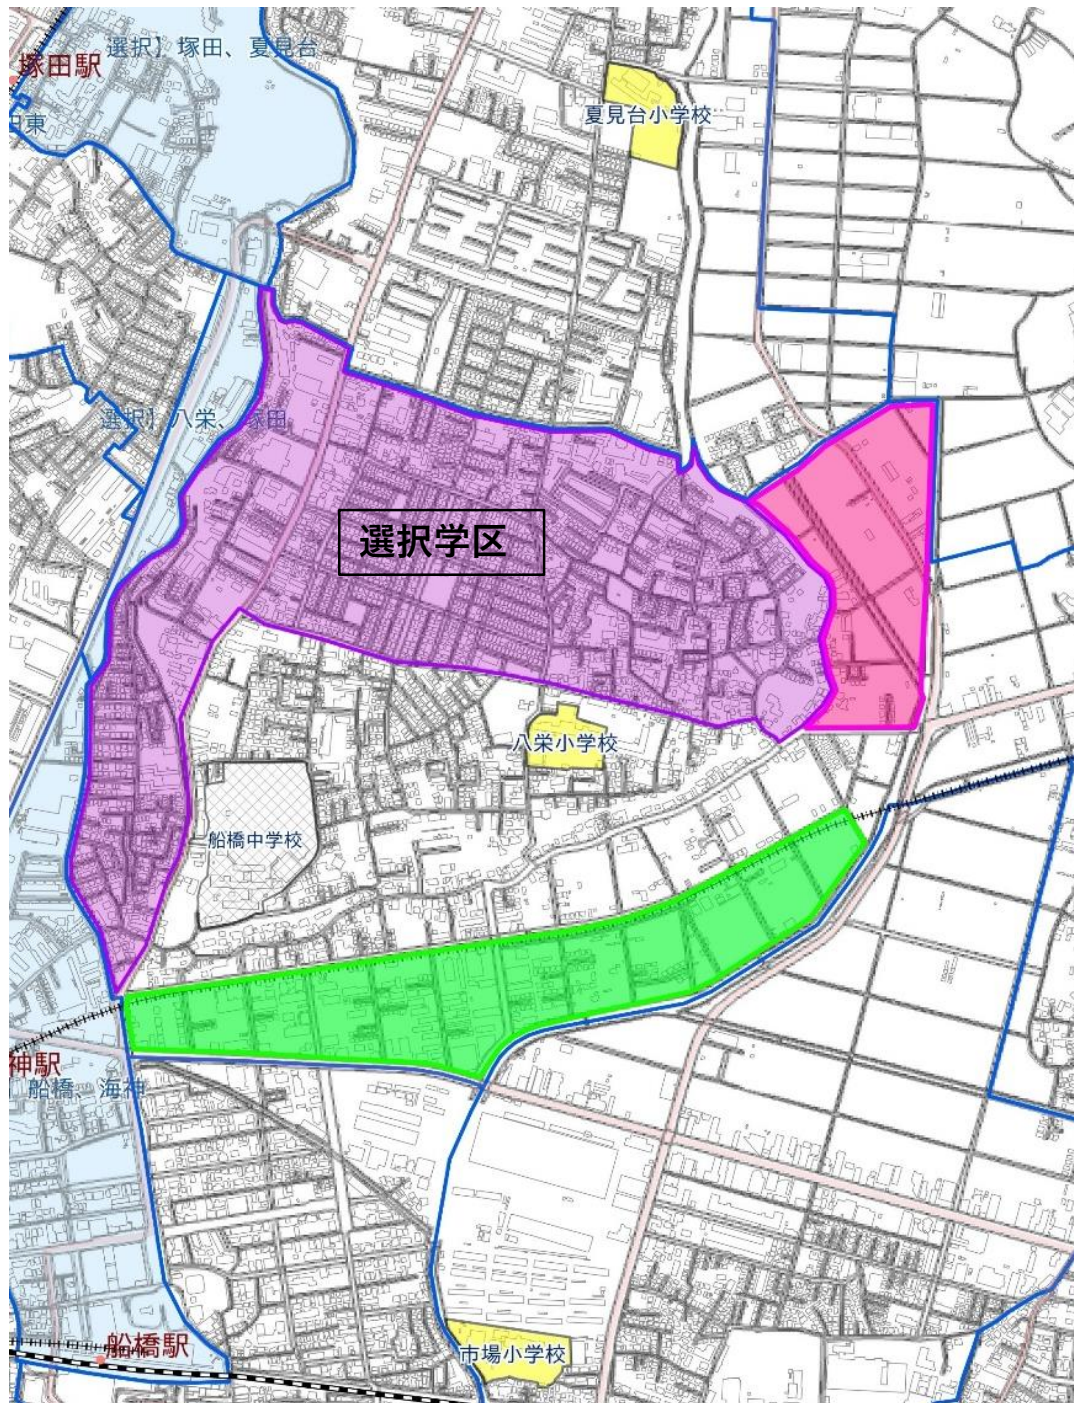 選択】塚田、夏見台
塚田駅
田東
夏見台小学校
選択】八栄、塚田
選択学区
八栄小学校
船橋中学校
神駅
船橋、海神
船橋駅
市場小学校